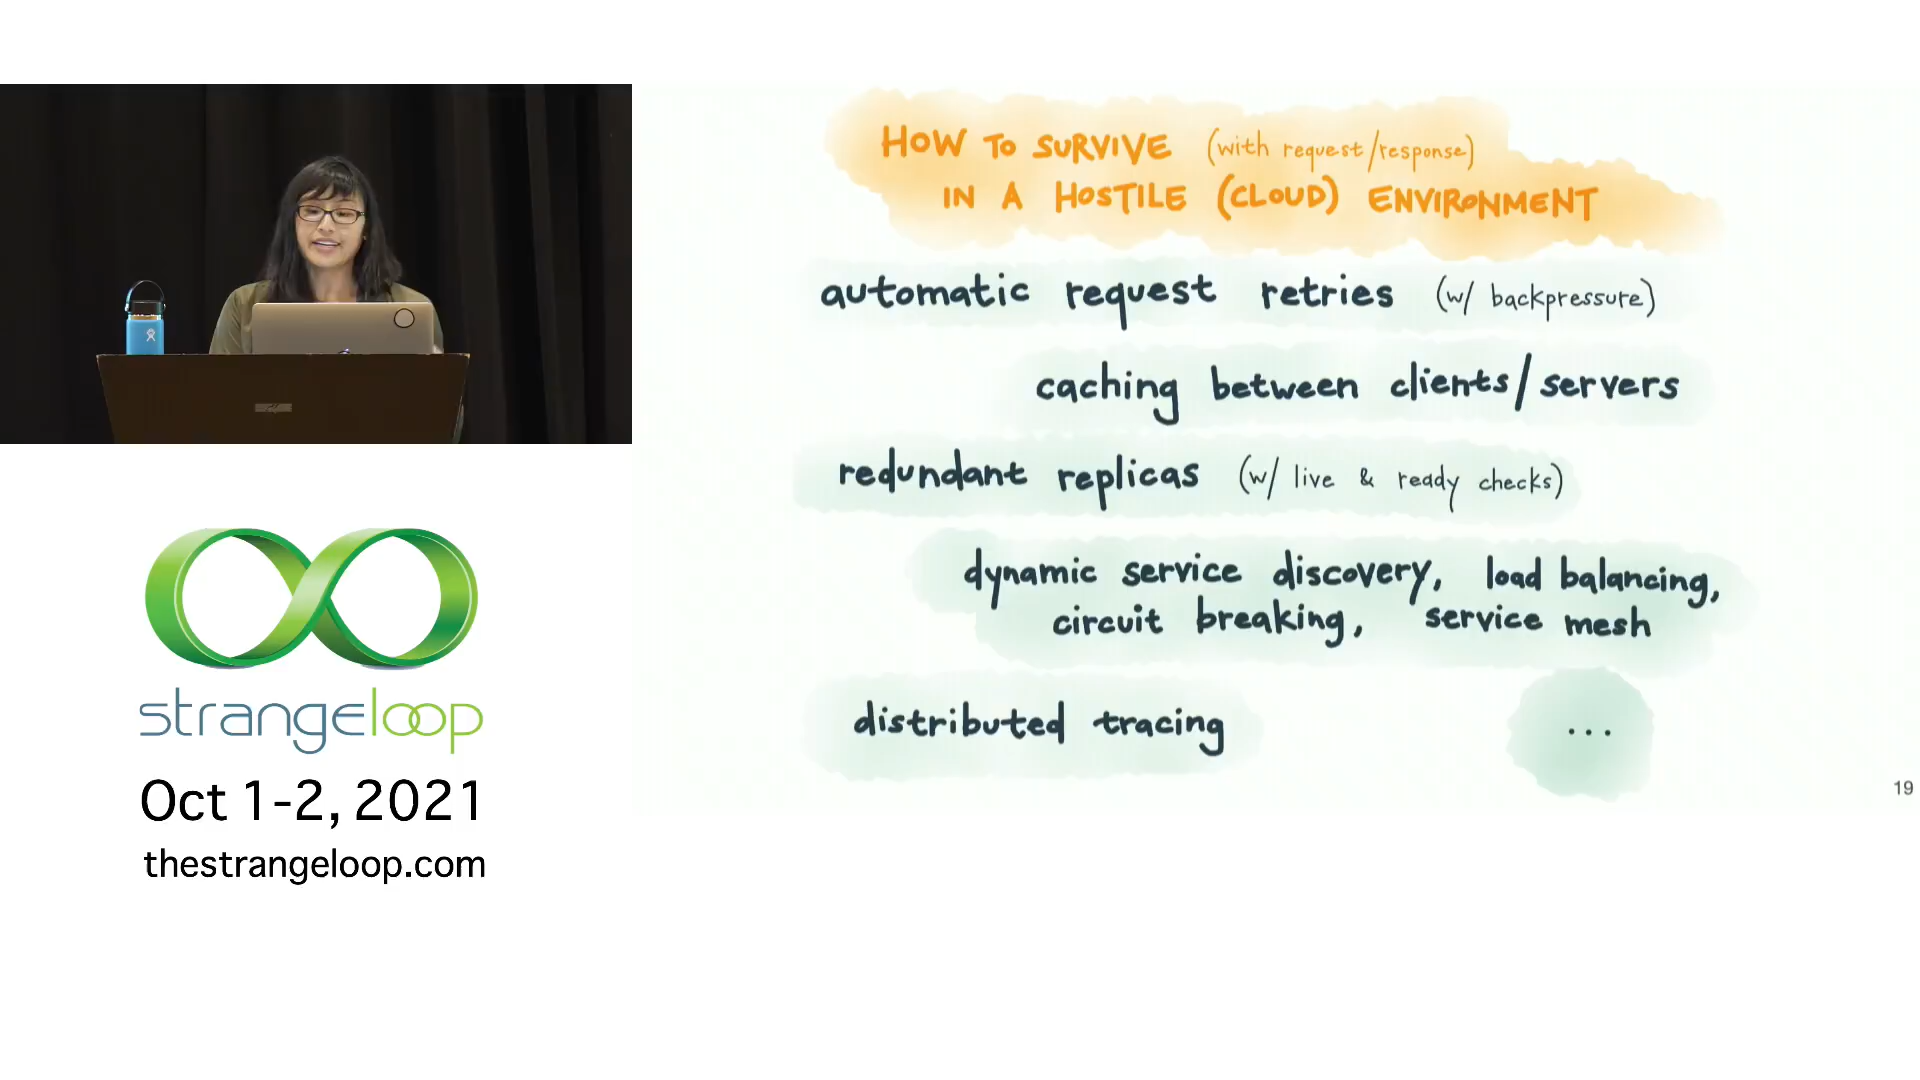 HOW TO SURVIVE (with request/response)
IN A HOSTILE (CLOUD) ENVIRONMENT
automatic request retries (w/ backpressure)
caching between clients/servers
redundant replicas (w/ live & ready checks)
dynamic service discovery, load balancing,
circuit breaking, service mesh
distributed tracing
...
19
strangeloop
Oct 1-2, 2021
thestrangeloop.com